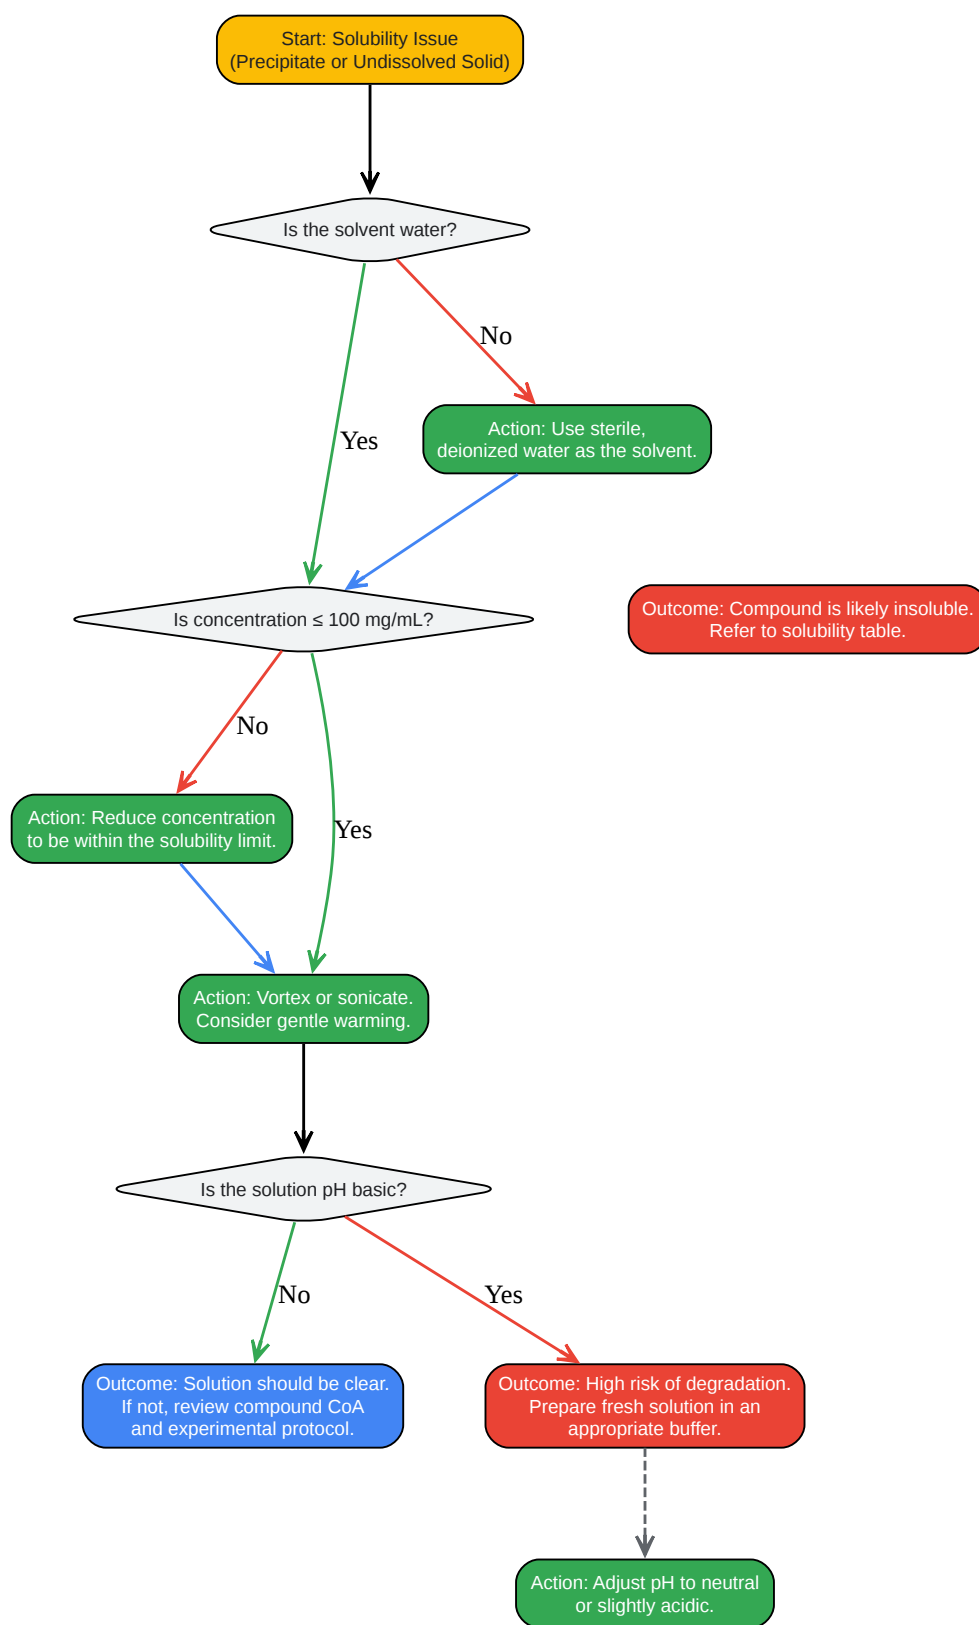 Start: Solubility Issue
(Precipitate or Undissolved Solid)
Is the solvent water?
No
Yes
Action: Use sterile,
deionized water as the solvent.
Is concentration ≤ 100 mg/mL?
Outcome: Compound is likely insoluble.
Refer to solubility table.
No
Yes
Action: Reduce concentration
to be within the solubility limit.
Action: Vortex or sonicate.
Consider gentle warming.
Is the solution pH basic?
No
Yes
Outcome: Solution should be clear.
If not, review compound CoA
and experimental protocol.
Outcome: High risk of degradation.
Prepare fresh solution in an
appropriate buffer.
Action: Adjust pH to neutral
or slightly acidic.